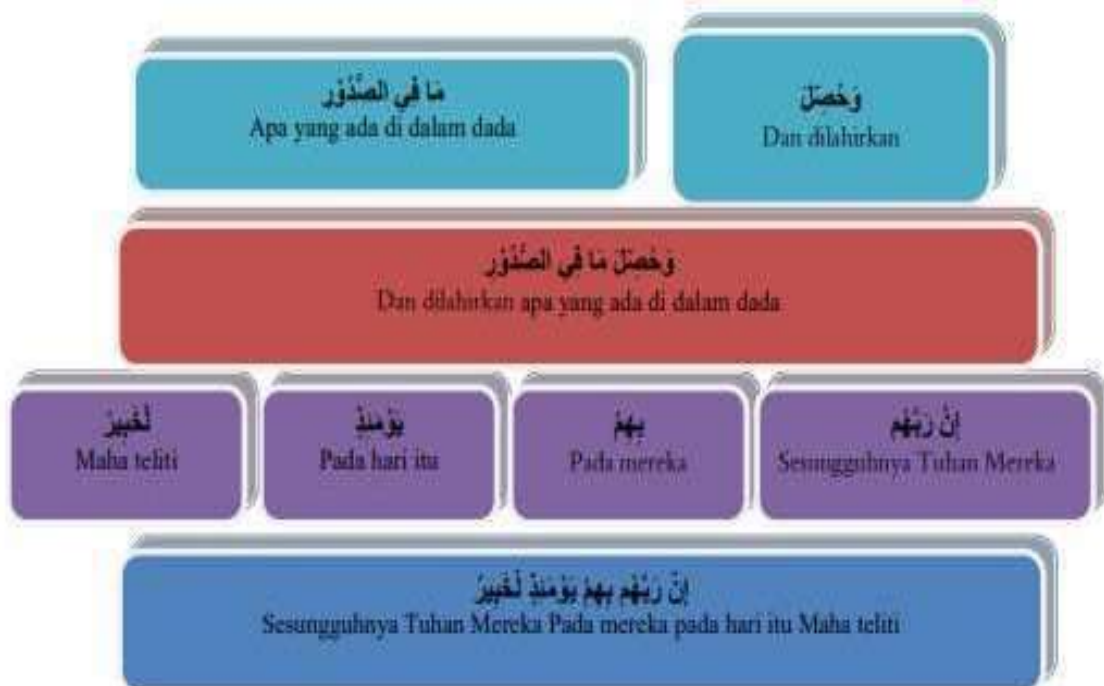 وَحُصِّلَ
Dan dilahirkan
مَا فِي الصُّدُوْرِ
Apa yang ada di dalam dada
وَحُصِّلَ مَا فِي الصُّدُوْرِ
Dan dilahirkan apa yang ada di dalam dada
إِنَّ رَبَّهُمْ
Sesungguhnya Tuhan Mereka
بِهِمْ
Pada mereka
يَوْمَئِذٍ
Pada hari itu
لَّخَبِيرٌ
Maha teliti
إِنَّ رَبَّهُمْ بِهِمْ يَوْمَئِذٍ لَّخَبِيرٌ
Sesungguhnya Tuhan Mereka Pada mereka pada hari itu Maha teliti